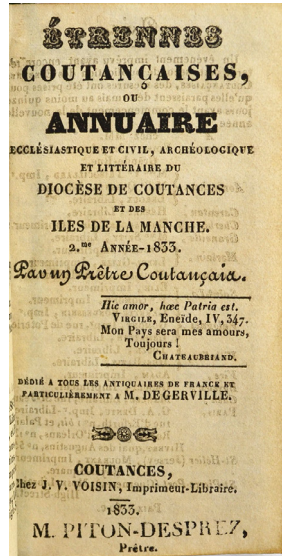 ÉTRENNES
COUTANCAISES,
OU
ANNUAIRE
ECCLÉSIASTIQUE ET CIVIL, ARCHÉOLOGIQUE
ET LITTÉRAIRE DU
DIOCÈSE DE COUTANCES
ET DES
ILES DE LA MANCHE.
2.me ANNÉE-1833.
Par un Prêtre Coutançais.
Hic amor, hæc Patria est.
VIRGILE, Eneïde, IV, 347.
Mon Pays sera mes amours,
Toujours !
CHATEAUBRIAND.
DÉDIÉ A TOUS LES ANTIQUAIRES DE FRANCE ET
PARTICULIÈREMENT A M. DEGERVILLE.
COUTANCES,
Chez J. V. VOISIN, Imprimeur-Libraire.
1833.
M. PITON-DESPREZ,
Prêtre.